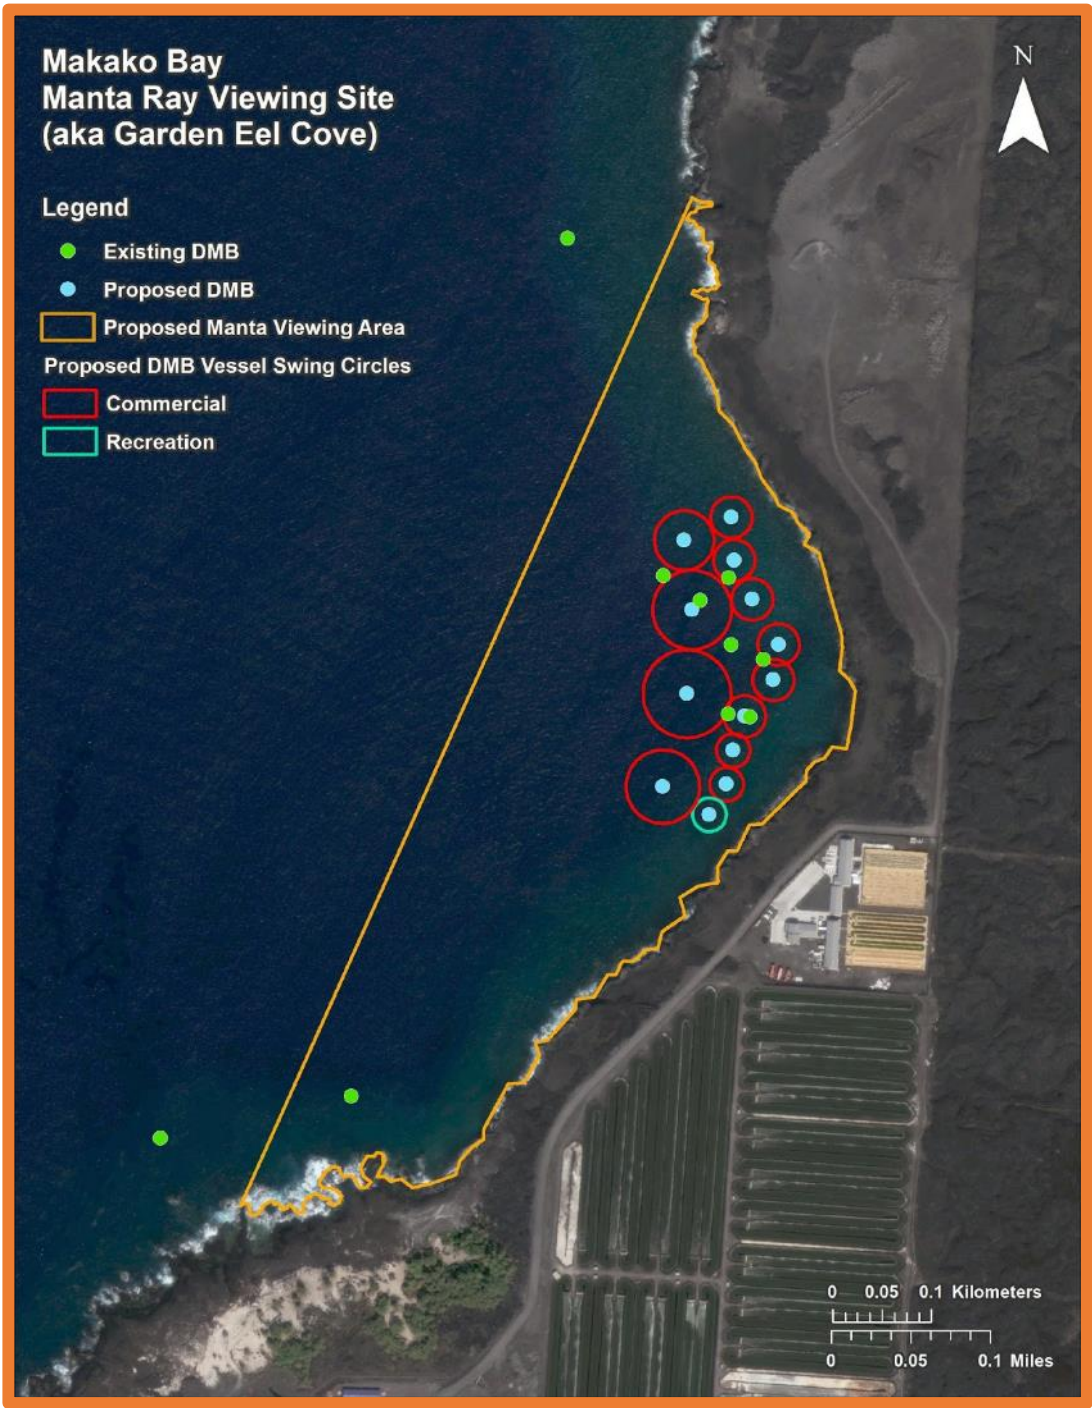 Makako Bay
Manta Ray Viewing Site
(aka Garden Eel Cove)
N
Legend
Existing DMB
Proposed DMB
Proposed Manta Viewing Area
Proposed DMB Vessel Swing Circles
Commercial
Recreation
0 0.05 0.1 Kilometers
0 0.05 0.1 Miles